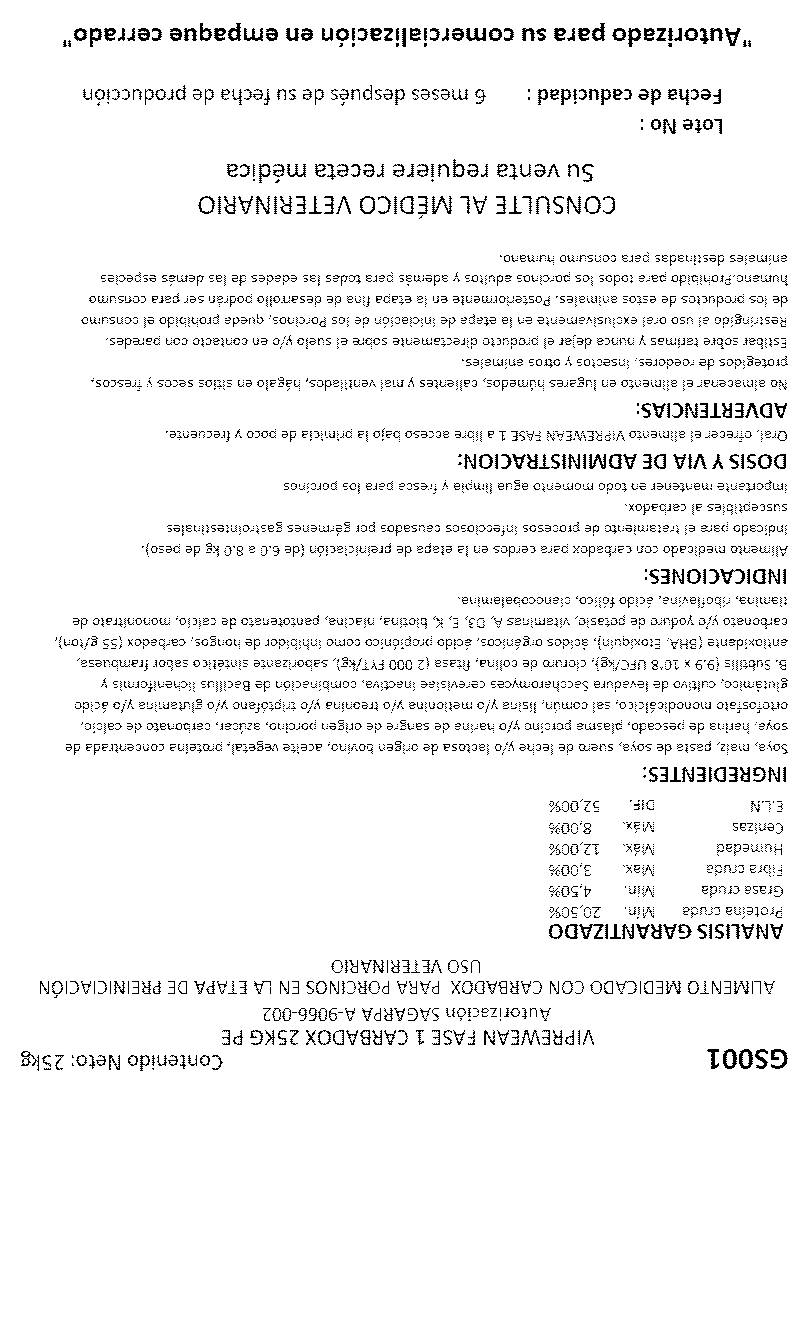 GS001 Contenido Neto: 25kg
VIPREWEAN FASE 1 CARBADOX 25KG PE
Autorización SAGARPA A-9066-002
ALIMENTO MEDICADO CON CARBADOX PARA PORCINOS EN LA ETAPA DE PREINICIACIÓN
USO VETERINARIO
ANALISIS GARANTIZADO
Proteína cruda Mín. 20,50%
Grasa cruda Mín. 4,50%
Fibra cruda Max. 3,00%
Humedad Máx. 12,00%
Cenizas Máx. 8,00%
E.L.N DIF. 52,00%
INGREDIENTES:
Soya, maíz, pasta de soya, suero de leche y/o lactosa de origen bovino, aceite vegetal, proteína concentrada de
soya, harina de pescado, plasma porcino y/o harina de sangre de origen porcino, azúcar, carbonato de calcio,
ortofosfato monodicálcico, sal común, lisina y/o metionina y/o treonina y/o triptófano y/o glutamina y/o ácido
glutámico, cultivo de levadura Saccharomyces cerevisiae inactiva, combinación de Bacillus licheniformis y
B. Subtilis (9.9 x 10^8 UFC/kg), cloruro de colina, fitasa (2 000 FYT/kg), saborizante sintético sabor frambuesa,
antioxidante (BHA, Etoxiquin), ácidos orgánicos, ácido propiónico como inhibidor de hongos, carbadox (55 g/ton),
carbonato y/o yoduro de potasio, vitaminas A, D3, E, K, biotina, niacina, pantotenato de calcio, mononitrato de
tiamina, riboflavina, ácido fólico, cianocobalamina.
INDICACIONES:
Alimento medicado con carbadox para cerdos en la etapa de preiniciación (de 6.0 a 8.0 kg de peso).
indicado para el tratamiento de procesos infecciosos causados por gérmenes gastrointestinales
susceptibles al carbadox.
Importante mantener en todo momento agua limpia y fresca para los porcinos
DOSIS Y VIA DE ADMINISTRACION:
Oral, ofrecer el alimento VIPREWEAN FASE 1 a libre acceso bajo la primicia de poco y frecuente.
ADVERTENCIAS:
No almacenar el alimento en lugares húmedos, calientes y mal ventilados, hágalo en sitios secos y frescos,
protegidos de roedores, insectos y otros animales.
Estibar sobre tarimas y nunca dejar el producto directamente sobre el suelo y/o en contacto con paredes.
Restringido al uso oral exclusivamente en la etapa de iniciación de los Porcinos, queda prohibido el consumo
de los productos de estos animales. Posteriormente en la etapa fina de desarrollo podrán ser para consumo
humano.Prohibido para todos los porcinos adultos y además para todas las edades de las demás especies
animales destinadas para consumo humano.
CONSULTE AL MÉDICO VETERINARIO
Su venta requiere receta médica
Lote No :
Fecha de caducidad : 6 meses después de su fecha de producción
"Autorizado para su comercialización en empaque cerrado"